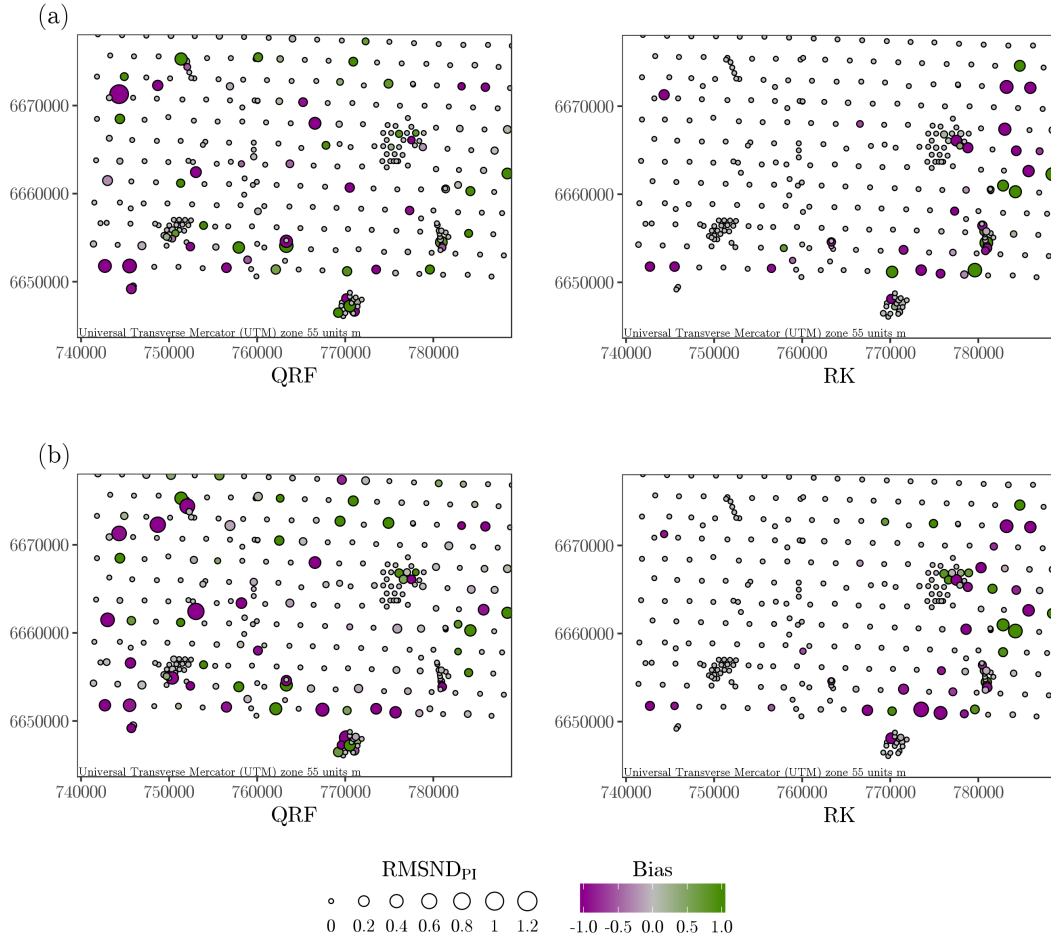 (a)
6670000
6660000
6650000
Universal Transverse Mercator (UTM) zone 55 units m
740000 750000 760000 770000 780000
QRF
6670000
6660000
6650000
Universal Transverse Mercator (UTM) zone 55 units m
740000 750000 760000 770000 780000
RK
(b)
6670000
6660000
6650000
Universal Transverse Mercator (UTM) zone 55 units m
740000 750000 760000 770000 780000
QRF
6670000
6660000
6650000
Universal Transverse Mercator (UTM) zone 55 units m
740000 750000 760000 770000 780000
RK
RMSND_PI
0 0.2 0.4 0.6 0.8 1 1.2
Bias
-1.0 -0.5 0.0 0.5 1.0